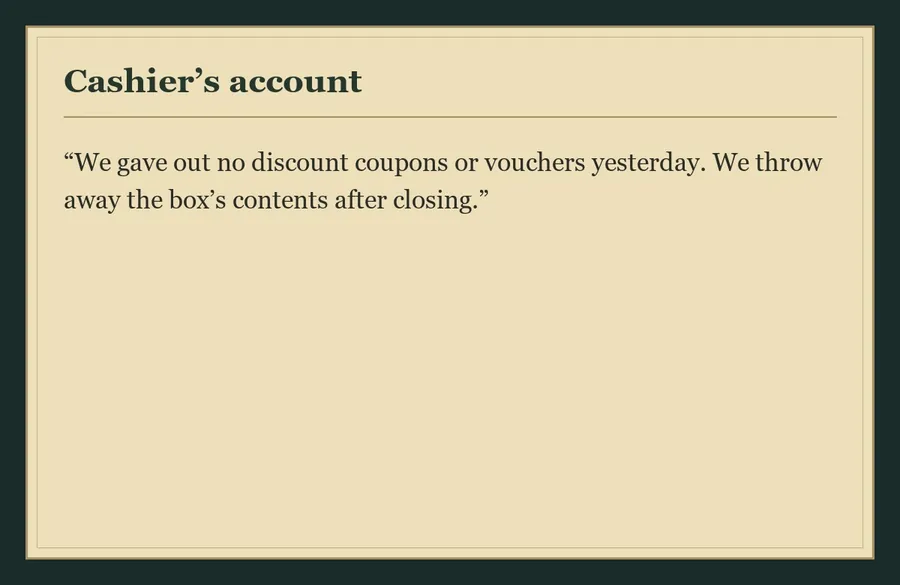 Cashier’s account
“We gave out no discount coupons or vouchers yesterday. We throw
away the box’s contents after closing.”